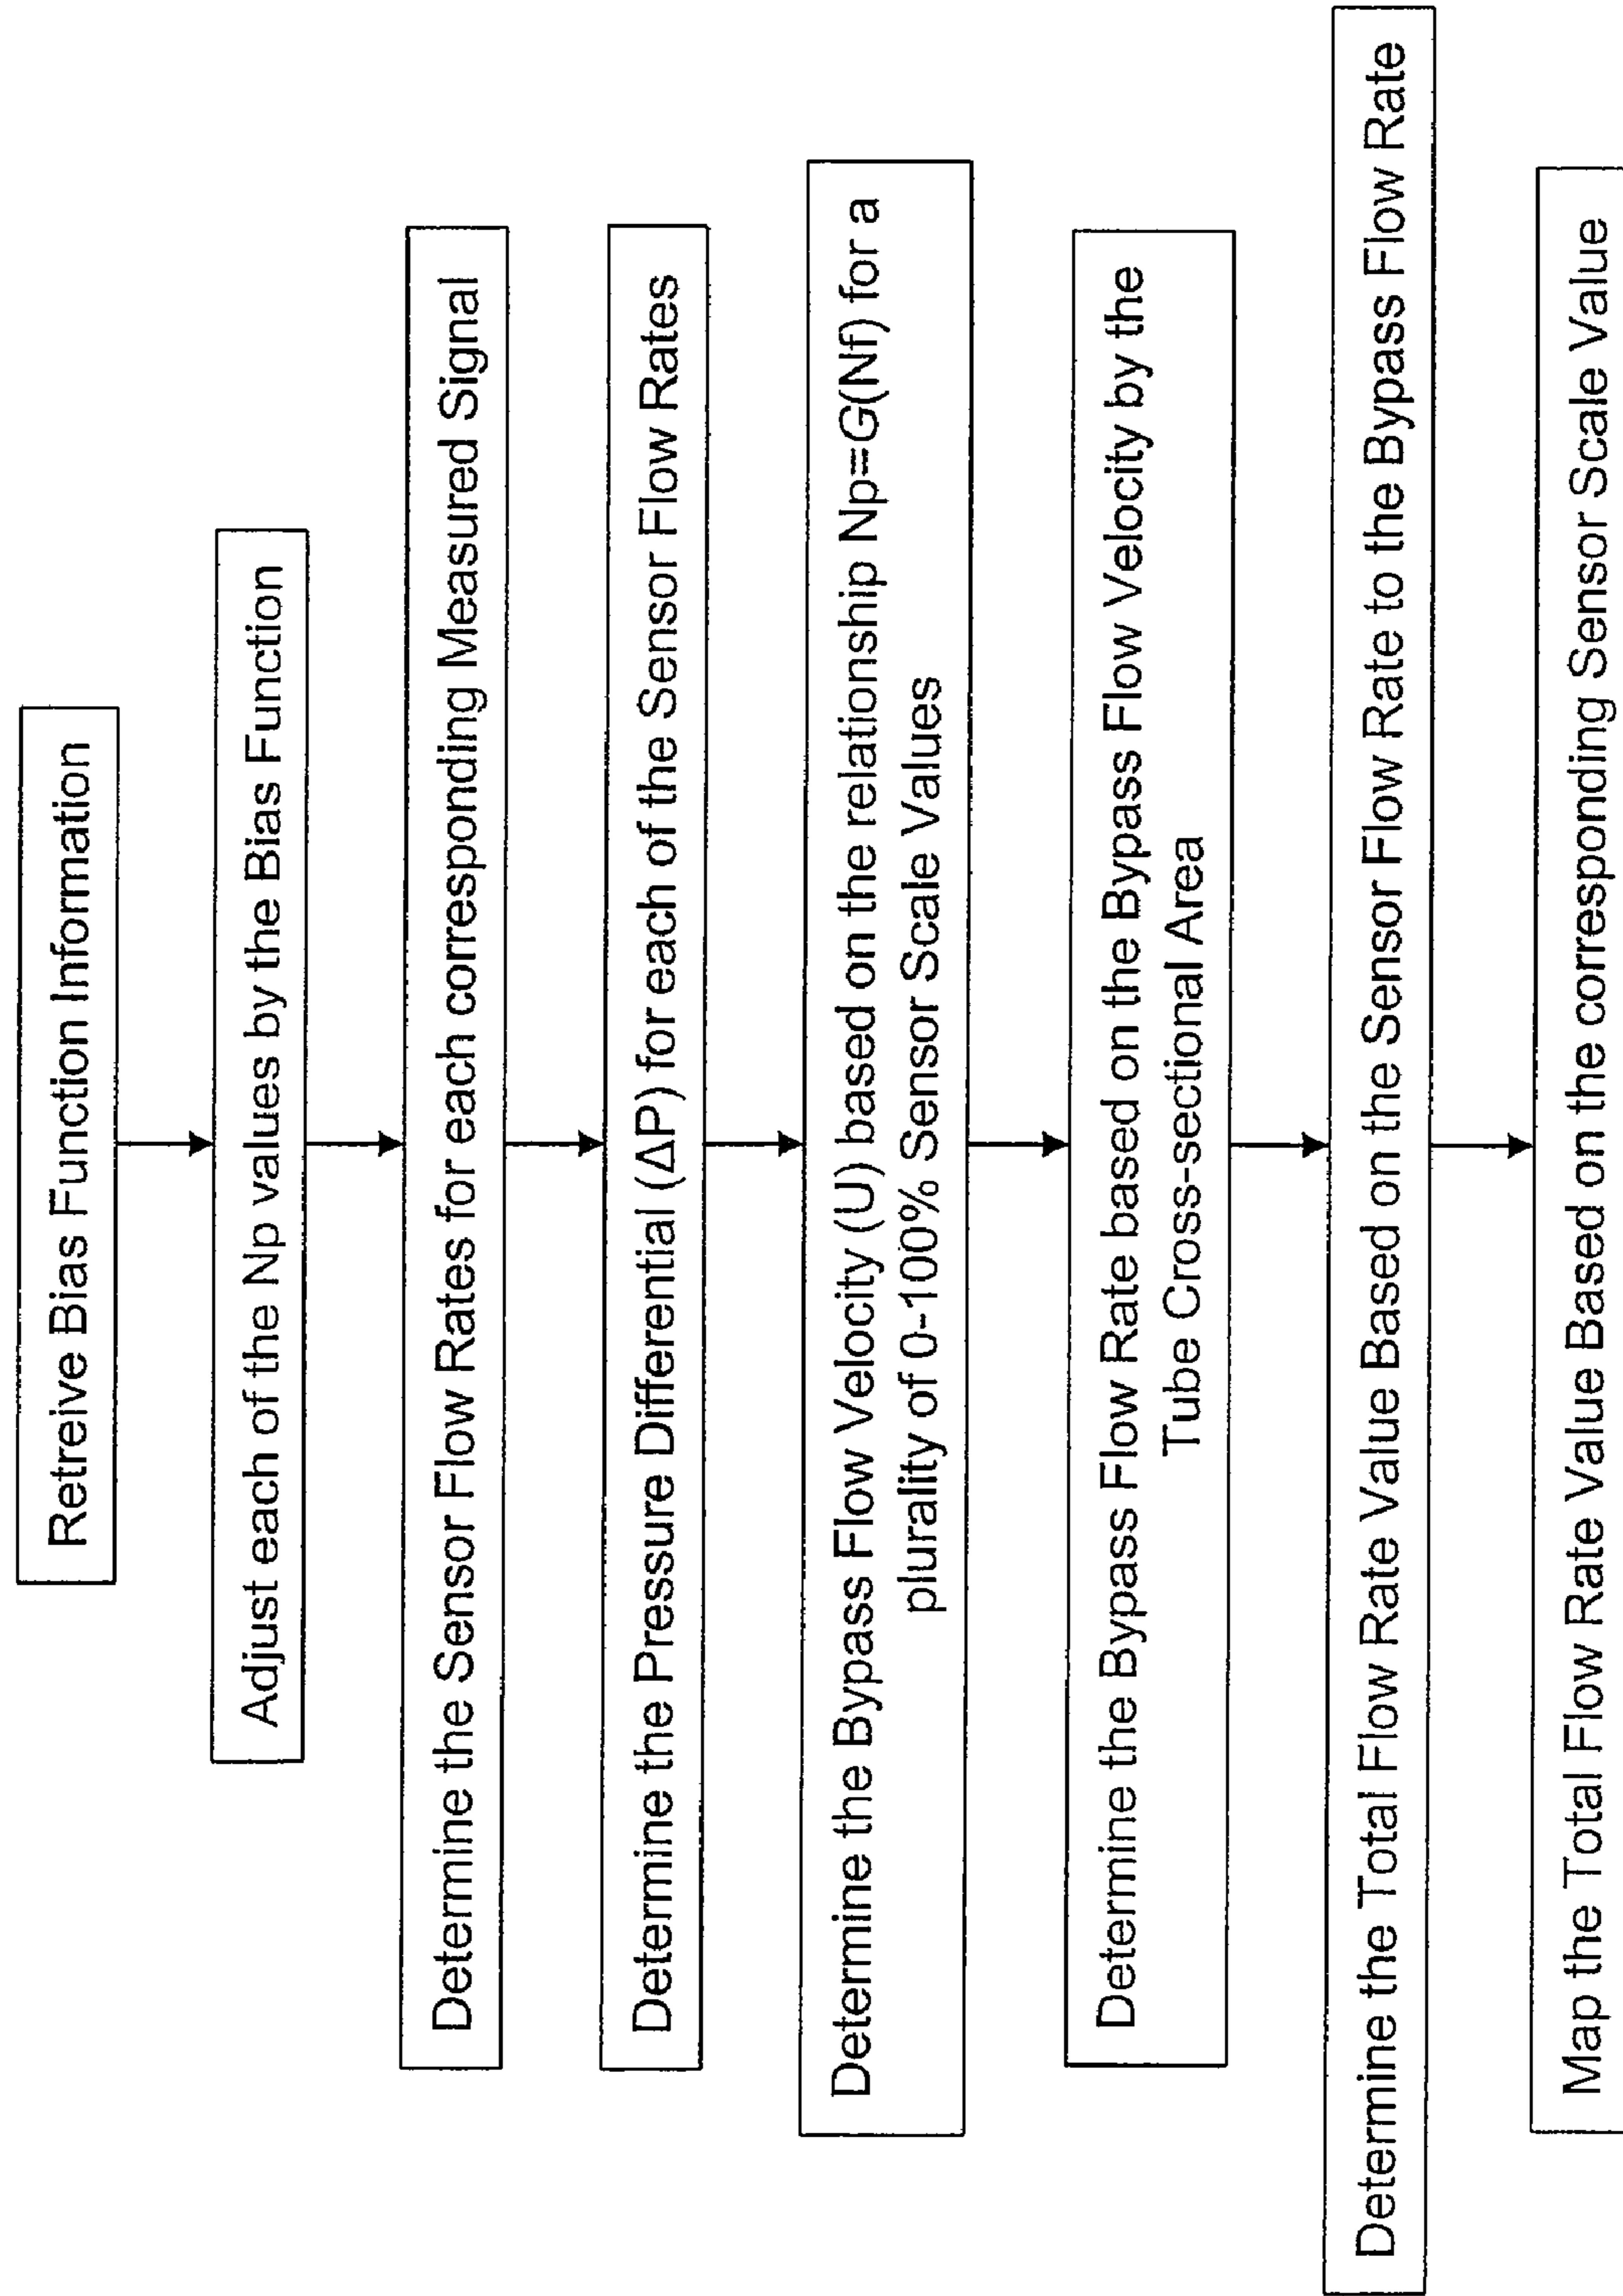 Retreive Bias Function Information
Adjust each of the Np values by the Bias Function
Determine the Sensor Flow Rates for each corresponding Measured Signal
Determine the Pressure Differential (ΔP) for each of the Sensor Flow Rates
Determine the Bypass Flow Velocity (U) based on the relationship Np=G(Nf) for a
plurality of 0-100% Sensor Scale Values
Determine the Bypass Flow Rate based on the Bypass Flow Velocity by the
Tube Cross-sectional Area
Determine the Total Flow Rate Value Based on the Sensor Flow Rate to the Bypass Flow Rate
Map the Total Flow Rate Value Based on the corresponding Sensor Scale Value